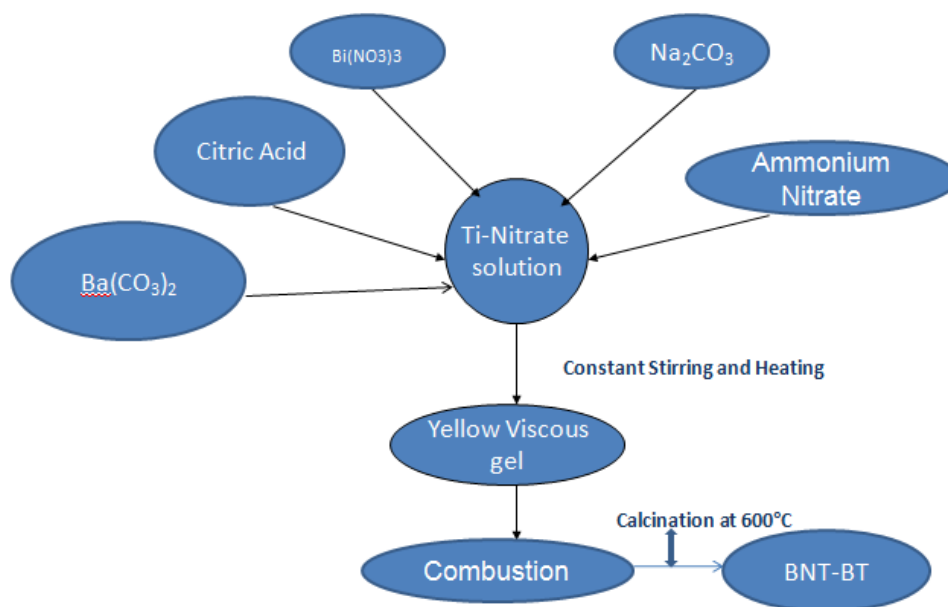 Bi(NO3)3
Na₂CO₃
Citric Acid
Ammonium
Nitrate
Ti-Nitrate
solution
Ba(CO₃)₂
Constant Stirring and Heating
Yellow Viscous
gel
Calcination at 600°C
Combustion
BNT-BT